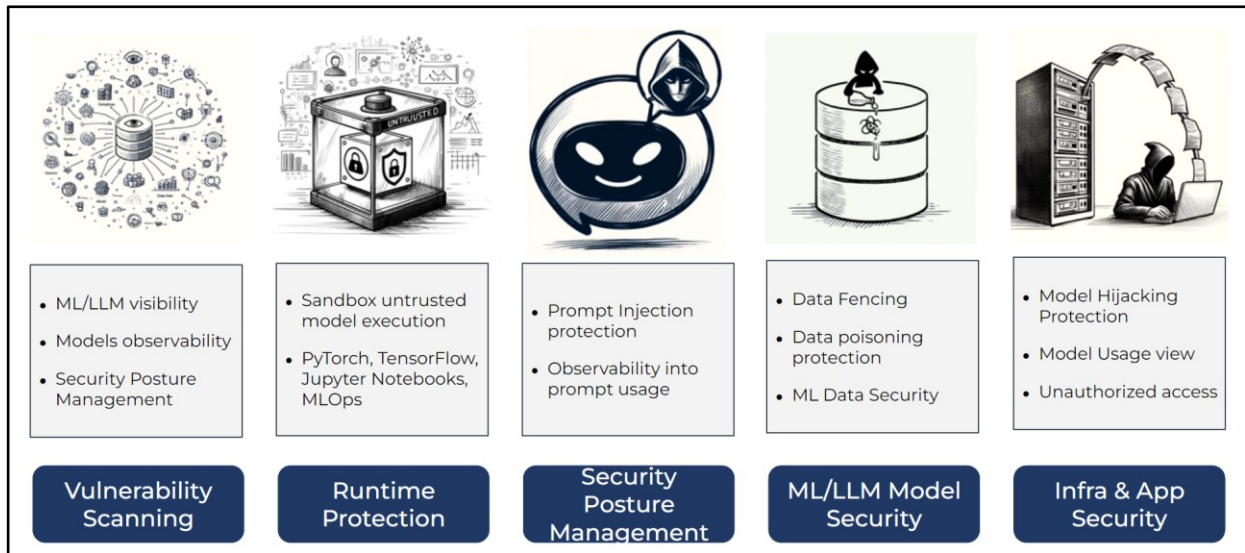 UNTRUUSTED
• ML/LLM visibility
• Models observability
• Security Posture
Management
• Sandbox untrusted
model execution
• PyTorch, TensorFlow,
Jupyter Notebooks,
MLOps
• Prompt Injection
protection
• Observability into
prompt usage
• Data Fencing
• Data poisoning
protection
• ML Data Security
• Model Hijacking
Protection
• Model Usage view
• Unauthorized access
Vulnerability
Scanning
Runtime
Protection
Security
Posture
Management
ML/LLM Model
Security
Infra & App
Security